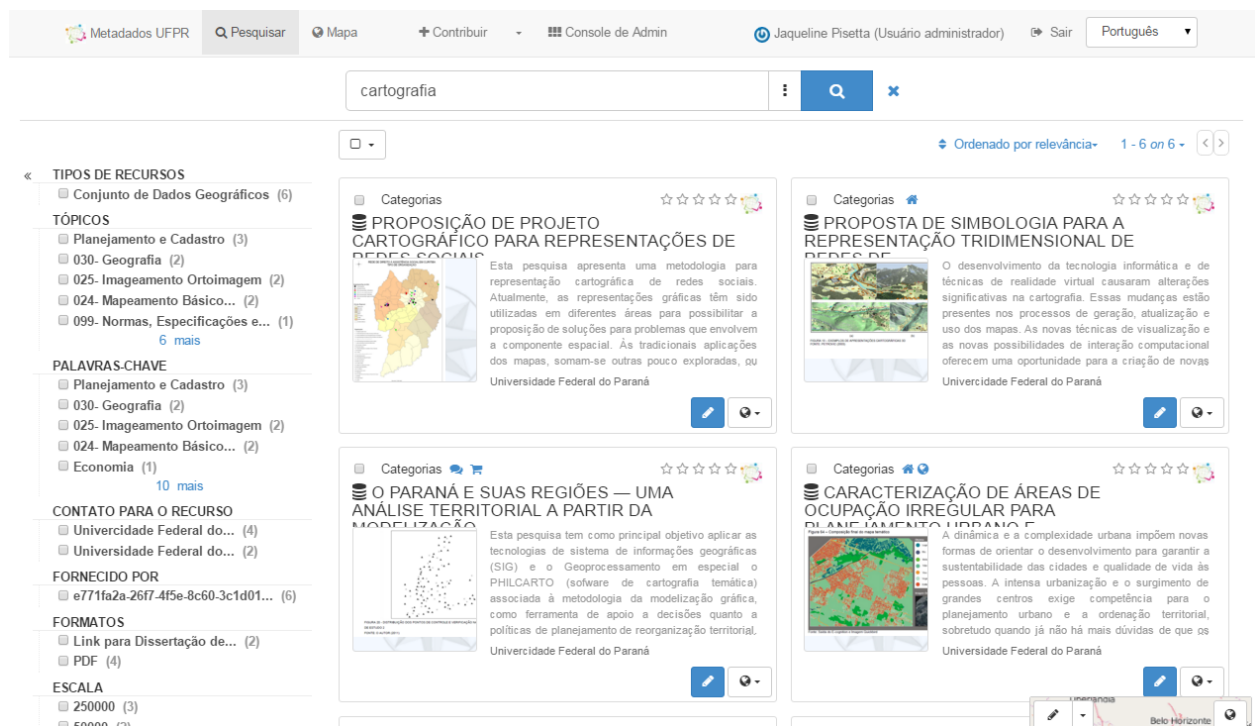 Metadados UFPR Pesquisar Mapa Contribuir Console de Admin Jaqueline Pisetta (Usuário administrador) Sair Português
cartografia
Ordenado por relevância 1 - 6 on 6
TIPOS DE RECURSOS
Conjunto de Dados Geográficos (6)
TÓPICOS
Planejamento e Cadastro (3)
030- Geografia (2)
025- Imageamento Ortoimagem (2)
024- Mapeamento Básico... (2)
099- Normas, Especificações e... (1)
6 mais
PALAVRAS-CHAVE
Planejamento e Cadastro (3)
030- Geografia (2)
025- Imageamento Ortoimagem (2)
024- Mapeamento Básico... (2)
Economia (1)
10 mais
CONTATO PARA O RECURSO
Univercidade Federal do... (4)
Universidade Federal do... (2)
FORNECIDO POR
e771fa2a-26f7-4f5e-8c60-3c1d01... (6)
FORMATOS
Link para Dissertação de... (2)
PDF (4)
ESCALA
250000 (3)
Categorias
PROPOSIÇÃO DE PROJETO
CARTOGRÁFICO PARA REPRESENTAÇÕES DE
REDES SOCIAIS
Esta pesquisa apresenta uma metodologia para
representação cartográfica de redes sociais.
Atualmente, as representações gráficas têm sido
utilizadas em diferentes áreas para possibilitar a
proposição de soluções para problemas que envolvem
a componente espacial. Às tradicionais aplicações
dos mapas, somam-se outras pouco exploradas, ou
Universidade Federal do Paraná
Categorias
PROPOSTA DE SIMBOLOGIA PARA A
REPRESENTAÇÃO TRIDIMENSIONAL DE
REDES DE
O desenvolvimento da tecnologia informática e de
técnicas de realidade virtual causaram alterações
significativas na cartografia. Essas mudanças estão
presentes nos processos de geração, atualização e
uso dos mapas. As novas técnicas de visualização e
as novas possibilidades de interação computacional
oferecem uma oportunidade para a criação de novas
Univercidade Federal do Paraná
Categorias
O PARANÁ E SUAS REGIÕES — UMA
ANÁLISE TERRITORIAL A PARTIR DA
MODELIZAÇÃO
Esta pesquisa tem como principal objetivo aplicar as
tecnologias de sistema de informações geográficas
(SIG) e o Geoprocessamento em especial o
PHILCARTO (sofware de cartografia temática)
associada à metodologia da modelização gráfica,
como ferramenta de apoio a decisões quanto a
políticas de planejamento de reorganização territorial,
Univercidade Federal do Paraná
Categorias
CARACTERIZAÇÃO DE ÁREAS DE
OCUPAÇÃO IRREGULAR PARA
PLANEJAMENTO URBANO E
A dinâmica e a complexidade urbana impõem novas
formas de orientar o desenvolvimento para garantir a
sustentabilidade das cidades e qualidade de vida às
pessoas. A intensa urbanização e o surgimento de
grandes centros exige competência para o
planejamento urbano e a ordenação territorial,
sobretudo quando já não há mais dúvidas de que os
Univercidade Federal do Paraná
Uberlândia
Belo Horizonte